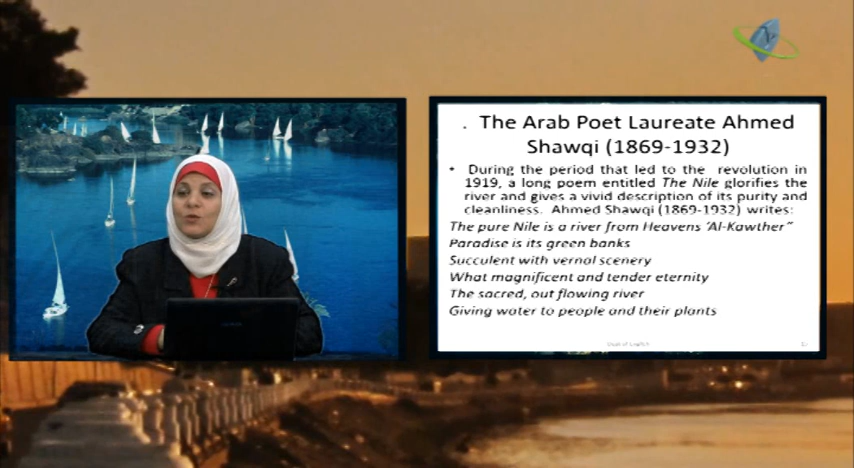 . The Arab Poet Laureate Ahmed
Shawqi (1869-1932)
• During the period that led to the revolution in
1919, a long poem entitled The Nile glorifies the
river and gives a vivid description of its purity and
cleanliness. Ahmed Shawqi (1869-1932) writes:
The pure Nile is a river from Heavens "Al-Kawther"
Paradise is its green banks
Succulent with vernal scenery
What magnificent and tender eternity
The sacred, out flowing river
Giving water to people and their plants